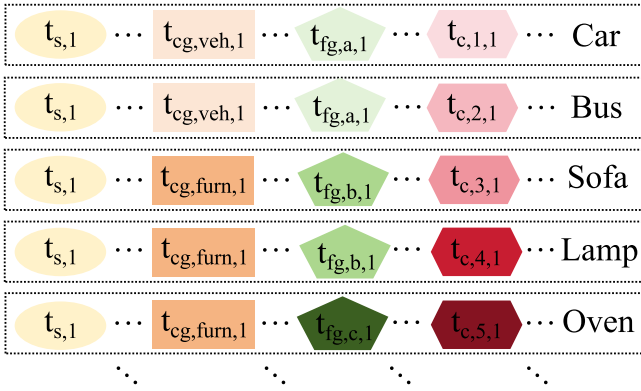 t_{s,1} ··· t_{cg,veh,1} ··· t_{fg,a,1} ··· t_{c,1,1} ··· Car
t_{s,1} ··· t_{cg,veh,1} ··· t_{fg,a,1} ··· t_{c,2,1} ··· Bus
t_{s,1} ··· t_{cg,furn,1} ··· t_{fg,b,1} ··· t_{c,3,1} ··· Sofa
t_{s,1} ··· t_{cg,furn,1} ··· t_{fg,b,1} ··· t_{c,4,1} ··· Lamp
t_{s,1} ··· t_{cg,furn,1} ··· t_{fg,c,1} ··· t_{c,5,1} ··· Oven
⋱ ⋱ ⋱ ⋱